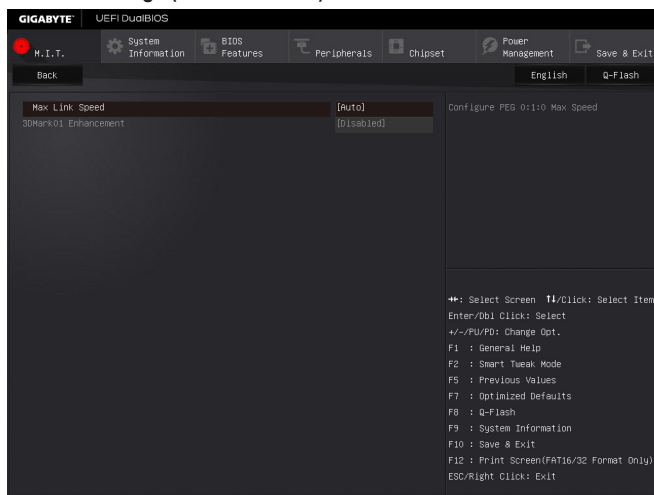 GIGABYTE™ UEFI DualBIOS
M.I.T.
System Information
BIOS Features
Peripherals
Chipset
Power Management
Save & Exit
Back
English
Q-Flash
Max Link Speed [Auto]
3DMark01 Enhancement [Disabled]
Configure PEG 0:1:0 Max Speed
→←: Select Screen ↑↓/Click: Select Item
Enter/Dbl Click: Select
+/-/PU/PD: Change Opt.
F1 : General Help
F2 : Smart Tweak Mode
F5 : Previous Values
F7 : Optimized Defaults
F8 : Q-Flash
F9 : System Information
F10 : Save & Exit
F12 : Print Screen(FAT16/32 Format Only)
ESC/Right Click: Exit